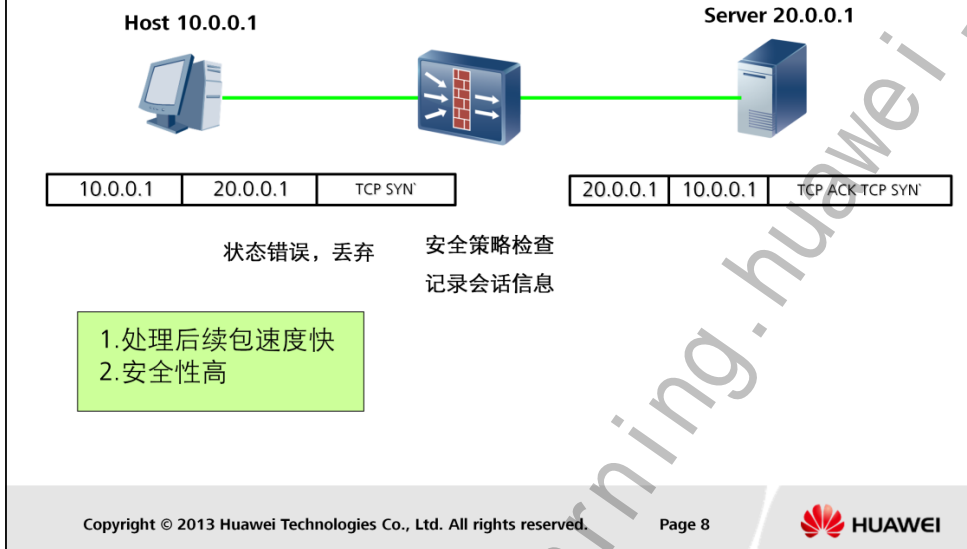 Host 10.0.0.1
Server 20.0.0.1
10.0.0.1 20.0.0.1 TCP SYN`
20.0.0.1 10.0.0.1 TCP ACK TCP SYN`
状态错误，丢弃
安全策略检查
记录会话信息
1.处理后续包速度快
2.安全性高
rning.huawei.
Copyright © 2013 Huawei Technologies Co., Ltd. All rights reserved.
Page 8
HUAWEI